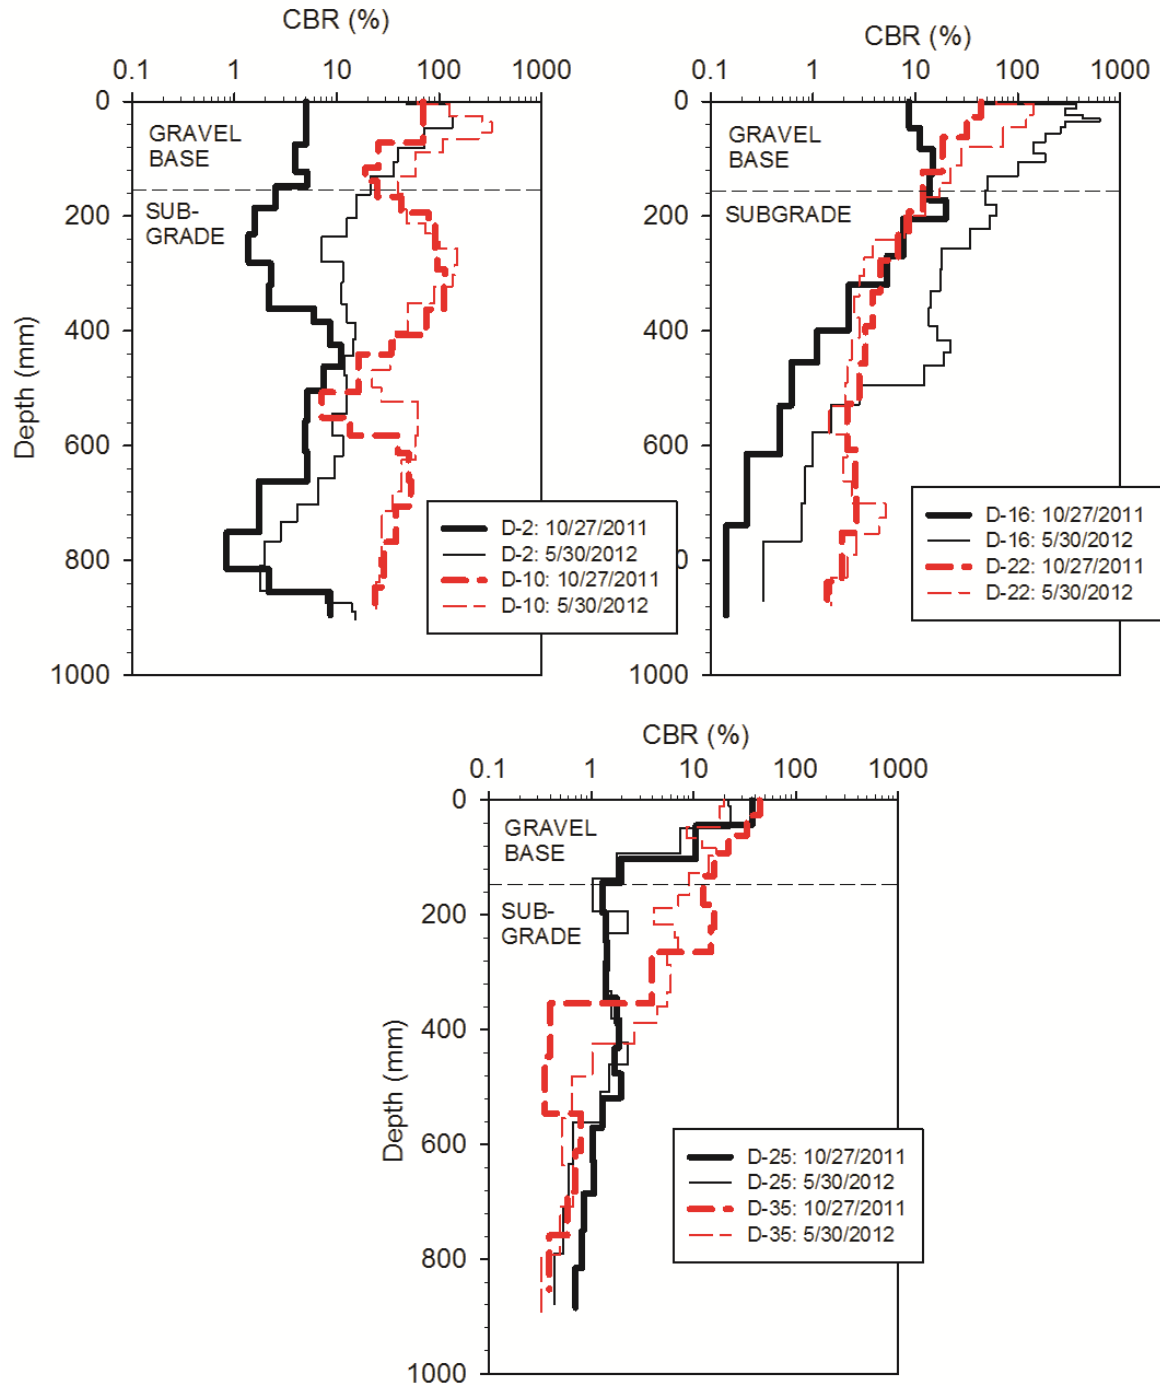 CBR (%)
0.1 1 10 100 1000
0
200
400
600
800
1000
Depth (mm)
GRAVEL
BASE
SUB-
GRADE
D-2: 10/27/2011
D-2: 5/30/2012
D-10: 10/27/2011
D-10: 5/30/2012
CBR (%)
0.1 1 10 100 1000
0
200
400
600
0
1000
GRAVEL
BASE
SUBGRADE
D-16: 10/27/2011
D-16: 5/30/2012
D-22: 10/27/2011
D-22: 5/30/2012
CBR (%)
0.1 1 10 100 1000
0
200
400
600
800
1000
Depth (mm)
GRAVEL
BASE
SUB-
GRADE
D-25: 10/27/2011
D-25: 5/30/2012
D-35: 10/27/2011
D-35: 5/30/2012